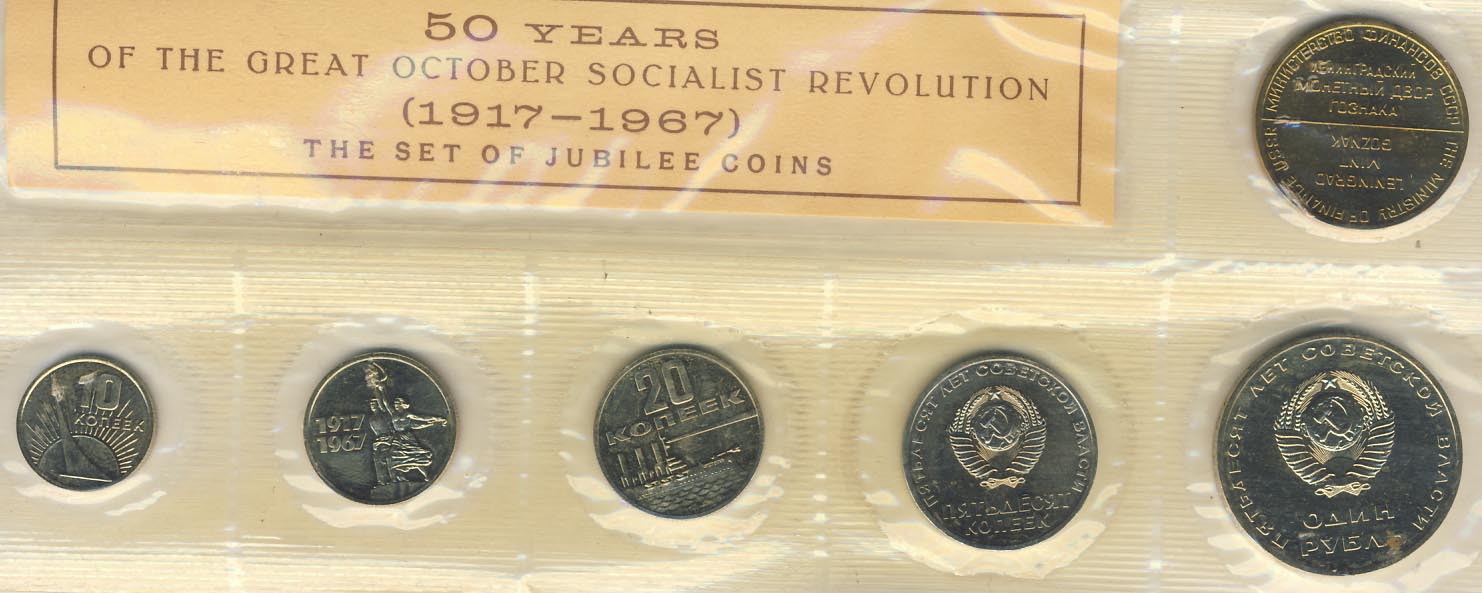 50 YEARS
OF THE GREAT OCTOBER SOCIALIST REVOLUTION
(1917-1967)
THE SET OF JUBILEE COINS
МИНИСТЕРСТВО ФИНАНСОВ СССР
ЛЕНИНГРАДСКИЙ
МОНЕТНЫЙ ДВОР
ГОЗНАКА
THE MINISTRY OF FINANCE USSR
LENINGRAD
MINT
GOZNAK
10
КОПЕЕК
1917
1967
20
КОПЕЕК
ПЯТЬДЕСЯТ ЛЕТ СОВЕТСКОЙ ВЛАСТИ
ПЯТЬДЕСЯТ
КОПЕЕК
ПЯТЬДЕСЯТ ЛЕТ СОВЕТСКОЙ ВЛАСТИ
ОДИН
РУБЛЬ